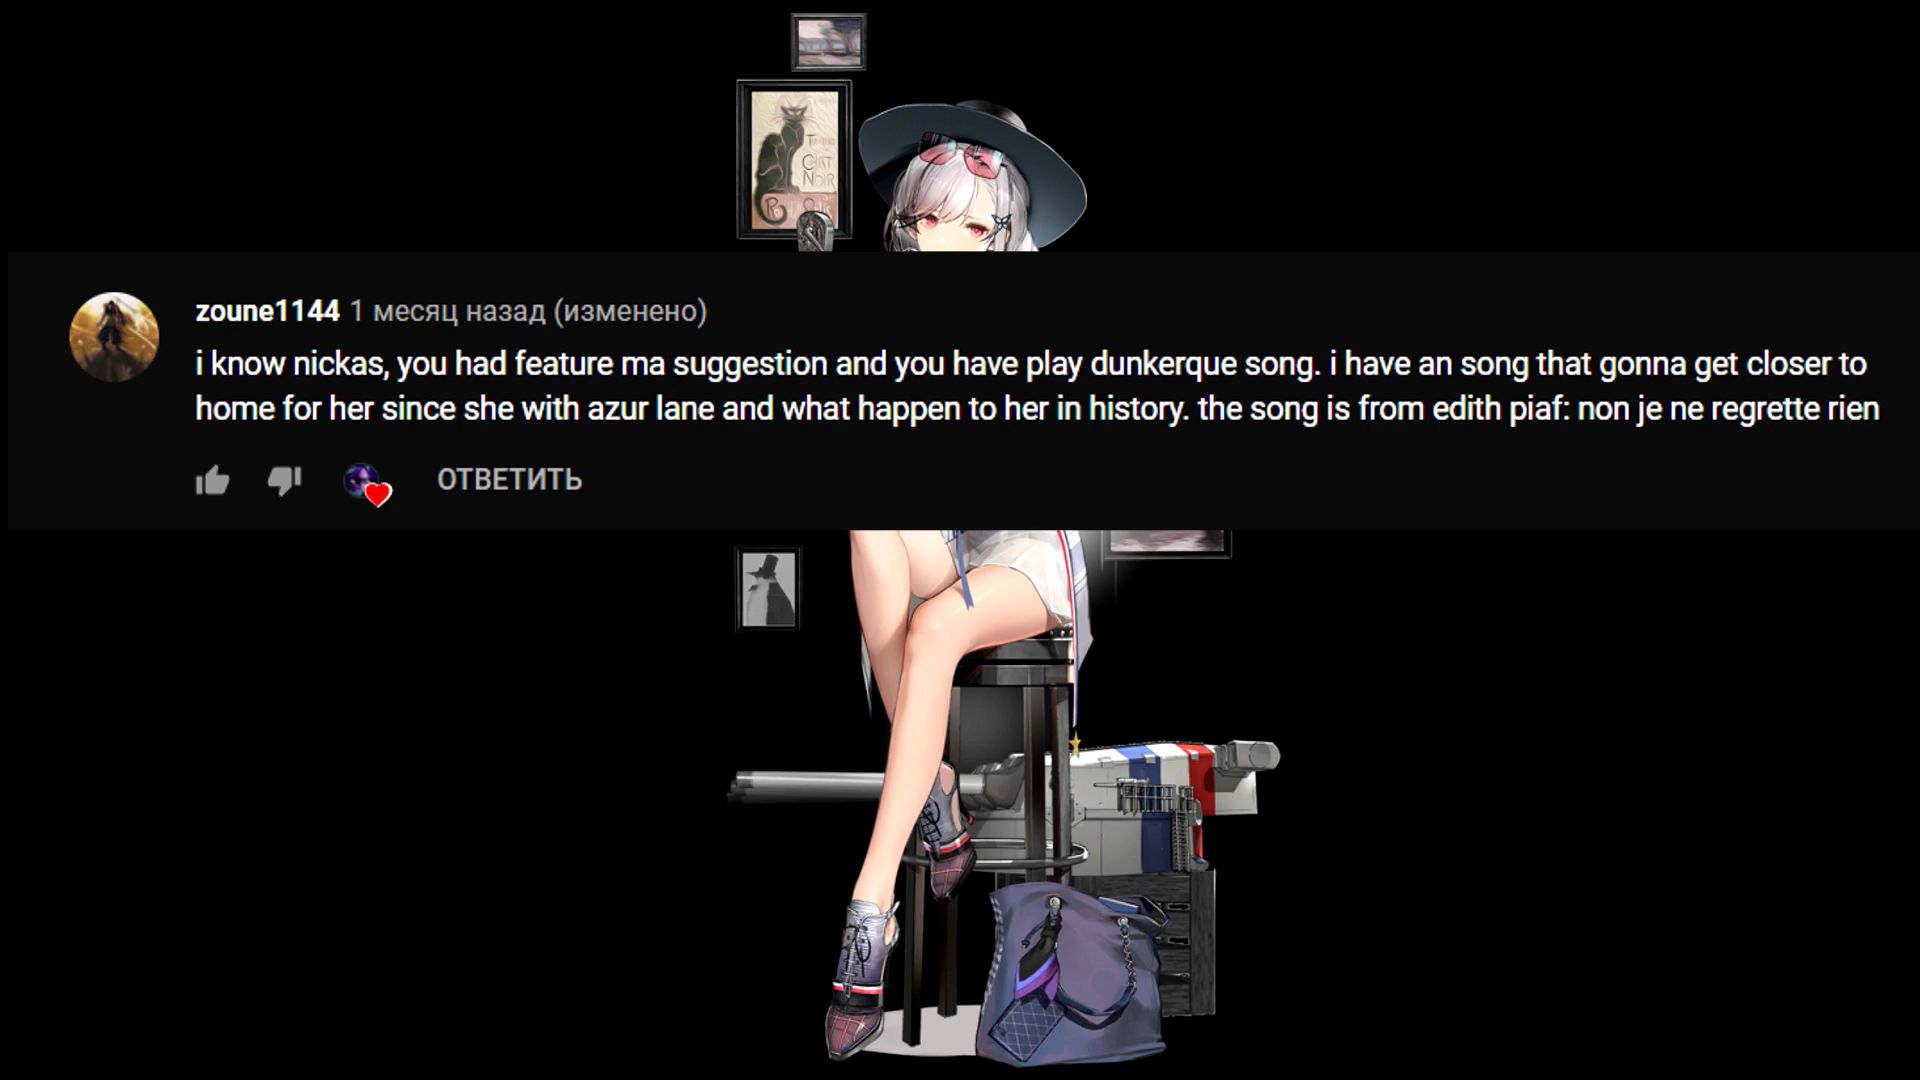 CHAT
NOIR
zoune1144 1 месяц назад (изменено)
i know nickas, you had feature ma suggestion and you have play dunkerque song. i have an song that gonna get closer to
home for her since she with azur lane and what happen to her in history. the song is from edith piaf: non je ne regrette rien
ОТВЕТИТЬ